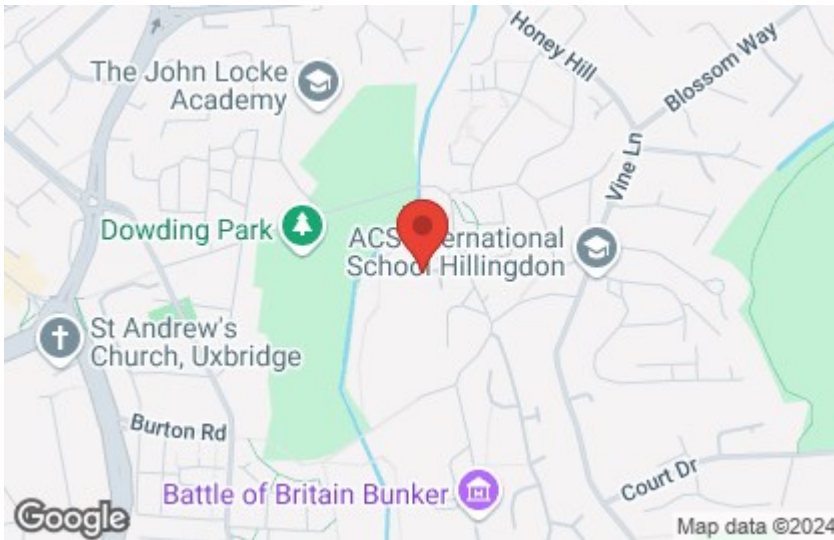 Honey Hill
Blossom Way
The John Locke
Academy
Vine Ln
Dowding Park
ACS
ernational
School Hillingdon
St Andrew's
Church, Uxbridge
Burton Rd
Court Dr
Battle of Britain Bunker
Google
Map data ©2024